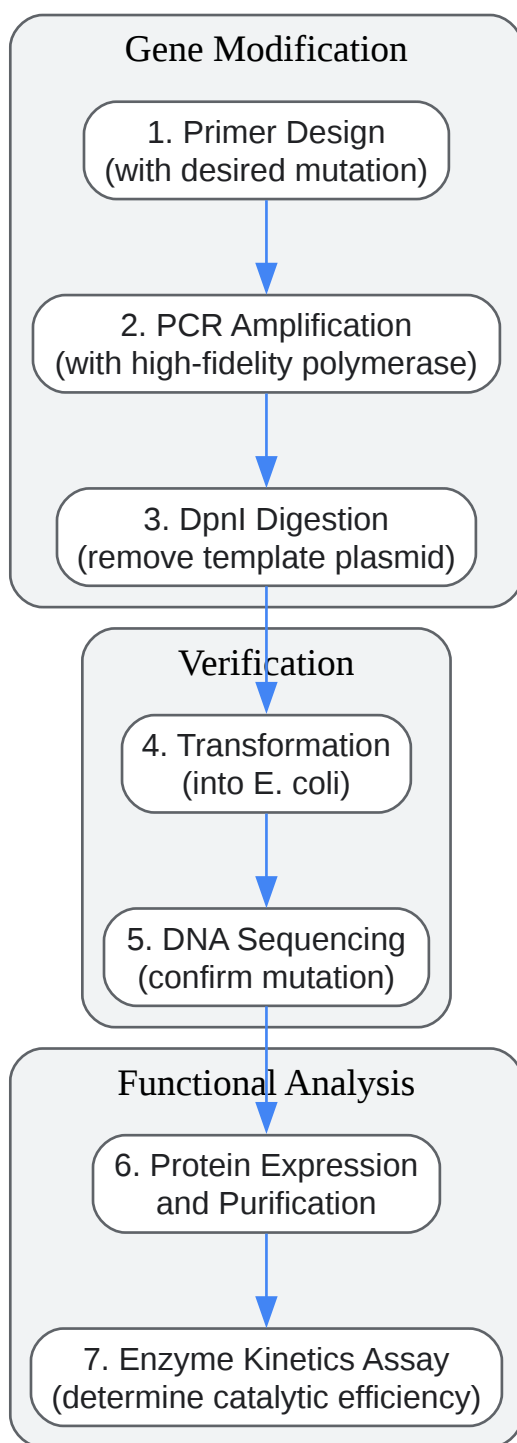 Gene Modification
1. Primer Design
(with desired mutation)
2. PCR Amplification
(with high-fidelity polymerase)
3. DpnI Digestion
(remove template plasmid)
Verification
4. Transformation
(into E. coli)
5. DNA Sequencing
(confirm mutation)
Functional Analysis
6. Protein Expression
and Purification
7. Enzyme Kinetics Assay
(determine catalytic efficiency)